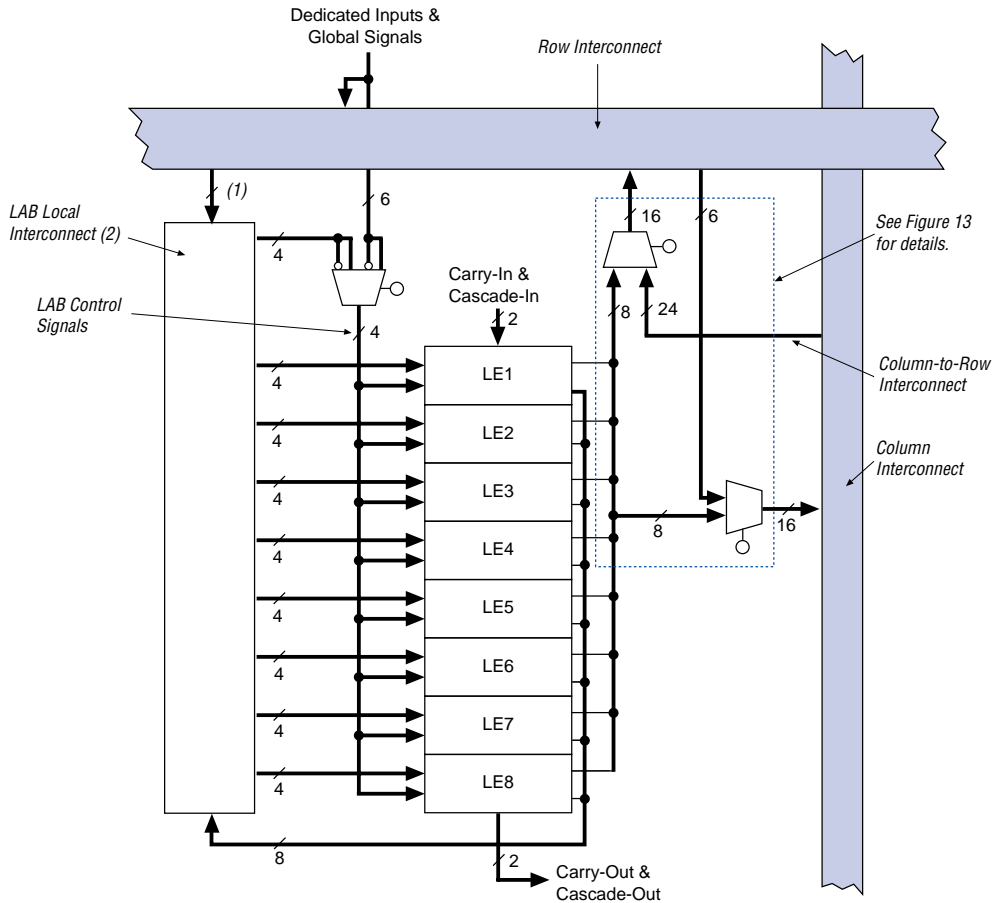 Dedicated Inputs &
Global Signals
Row Interconnect
(1)
6
16
6
LAB Local
Interconnect (2)
See Figure 13
for details.
4
Carry-In &
Cascade-In
LAB Control
Signals
4
2
8
24
LE1
4
Column-to-Row
Interconnect
LE2
4
Column
Interconnect
LE3
4
8
16
LE4
4
LE5
4
LE6
4
LE7
4
LE8
4
8
2
Carry-Out &
Cascade-Out